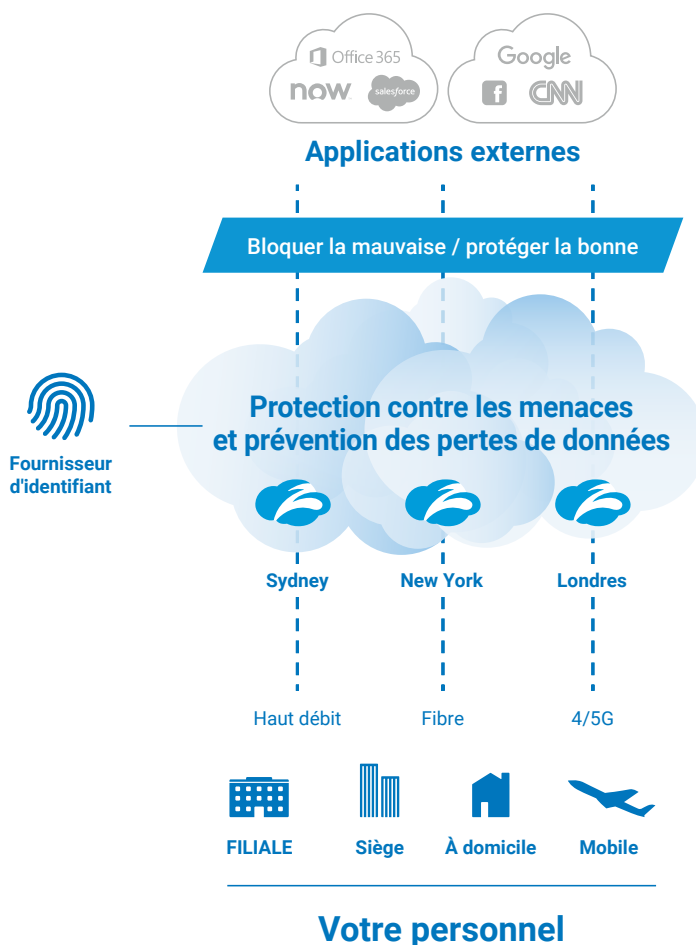 Office 365
now
salesforce
Google
f
CNN
Applications externes
Bloquer la mauvaise / protéger la bonne
Protection contre les menaces
et prévention des pertes de données
Fournisseur
d'identifiant
Sydney
New York
Londres
Haut débit
Fibre
4/5G
FILIALE
Siège
À domicile
Mobile
Votre personnel